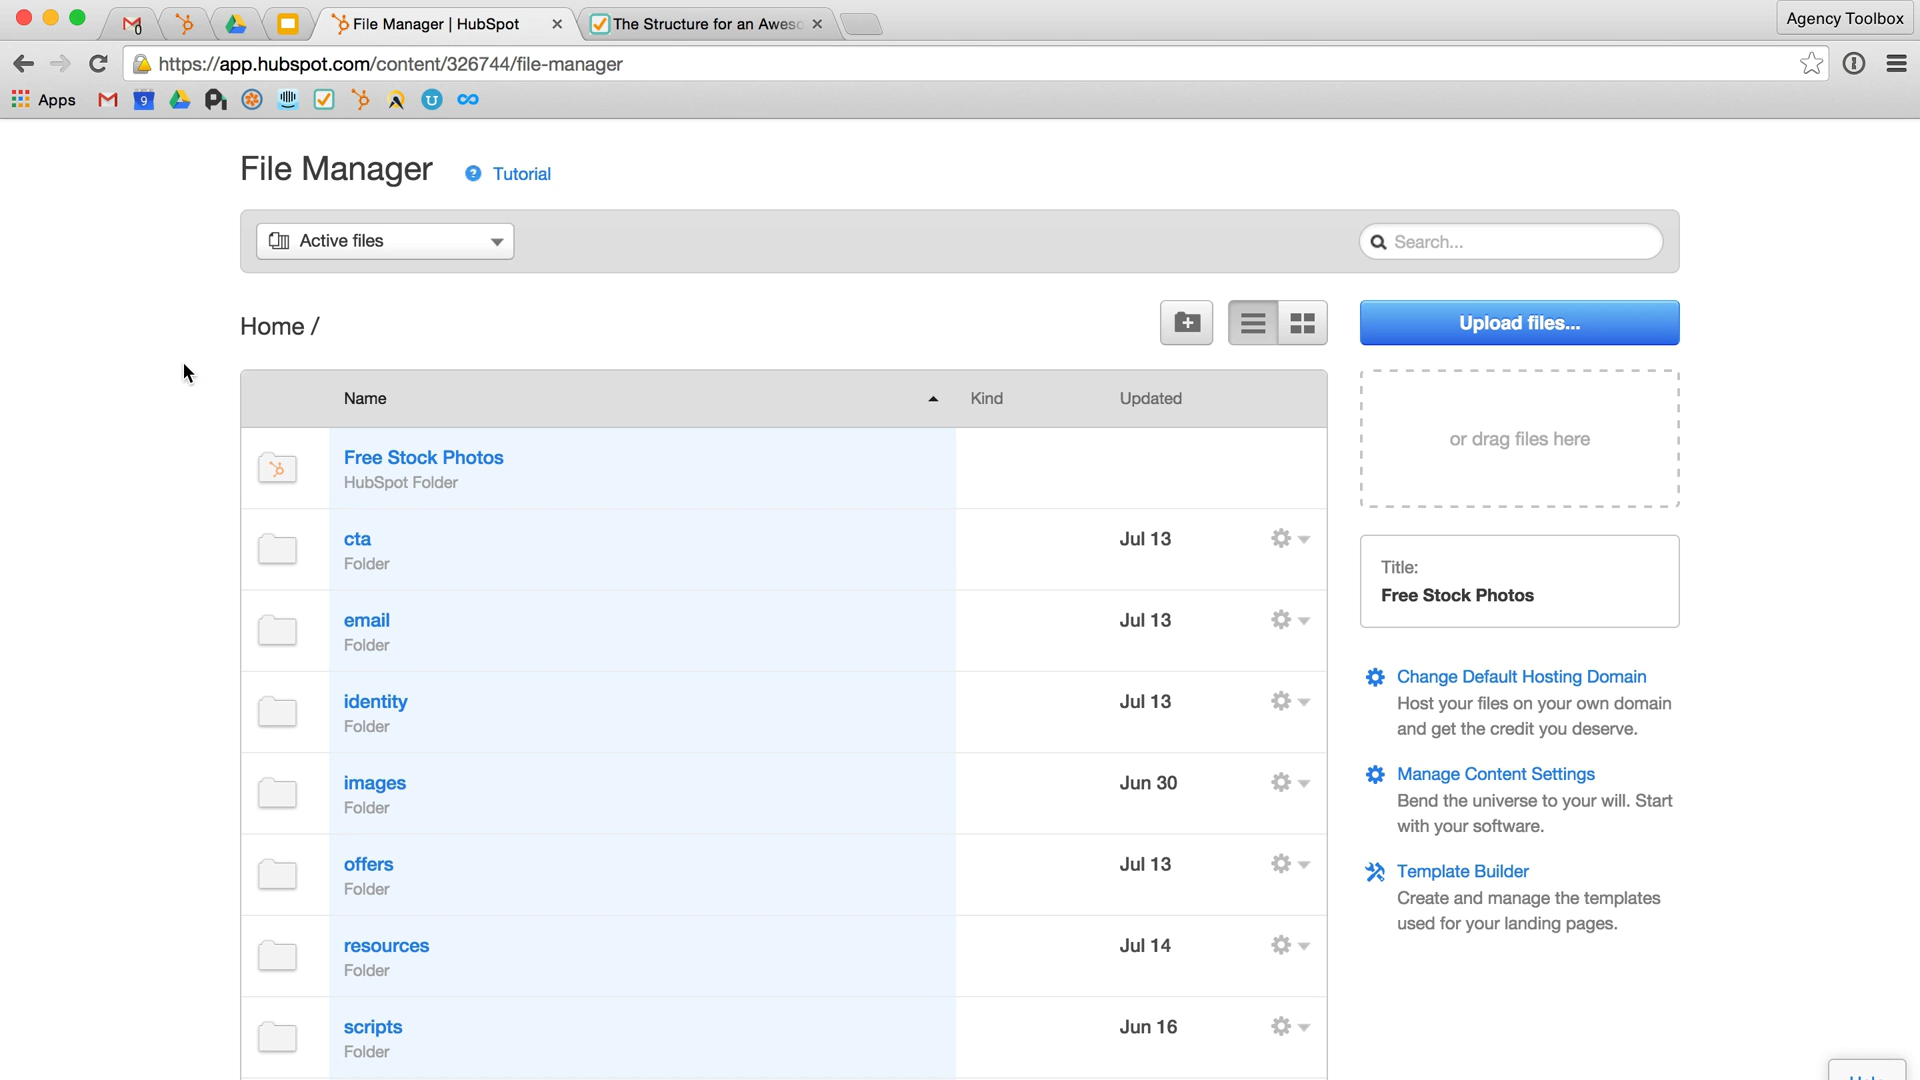 File Manager | HubSpot
The Structure for an Aweso
Agency Toolbox
https://app.hubspot.com/content/326744/file-manager
Apps
9
File Manager
Tutorial
Active files
Search...
Home /
Upload files...
Name
Kind
Updated
or drag files here
Free Stock Photos
HubSpot Folder
cta
Folder
Jul 13
Title:
Free Stock Photos
email
Folder
Jul 13
identity
Folder
Jul 13
Change Default Hosting Domain
Host your files on your own domain
and get the credit you deserve.
images
Folder
Jun 30
Manage Content Settings
Bend the universe to your will. Start
with your software.
offers
Folder
Jul 13
Template Builder
Create and manage the templates
used for your landing pages.
resources
Folder
Jul 14
scripts
Folder
Jun 16